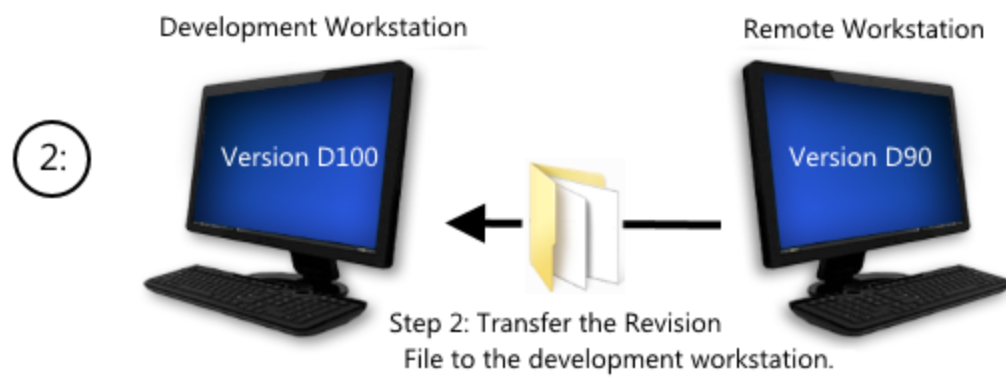 Development Workstation
Remote Workstation
2:
Version D100
Version D90
Step 2: Transfer the Revision
File to the development workstation.